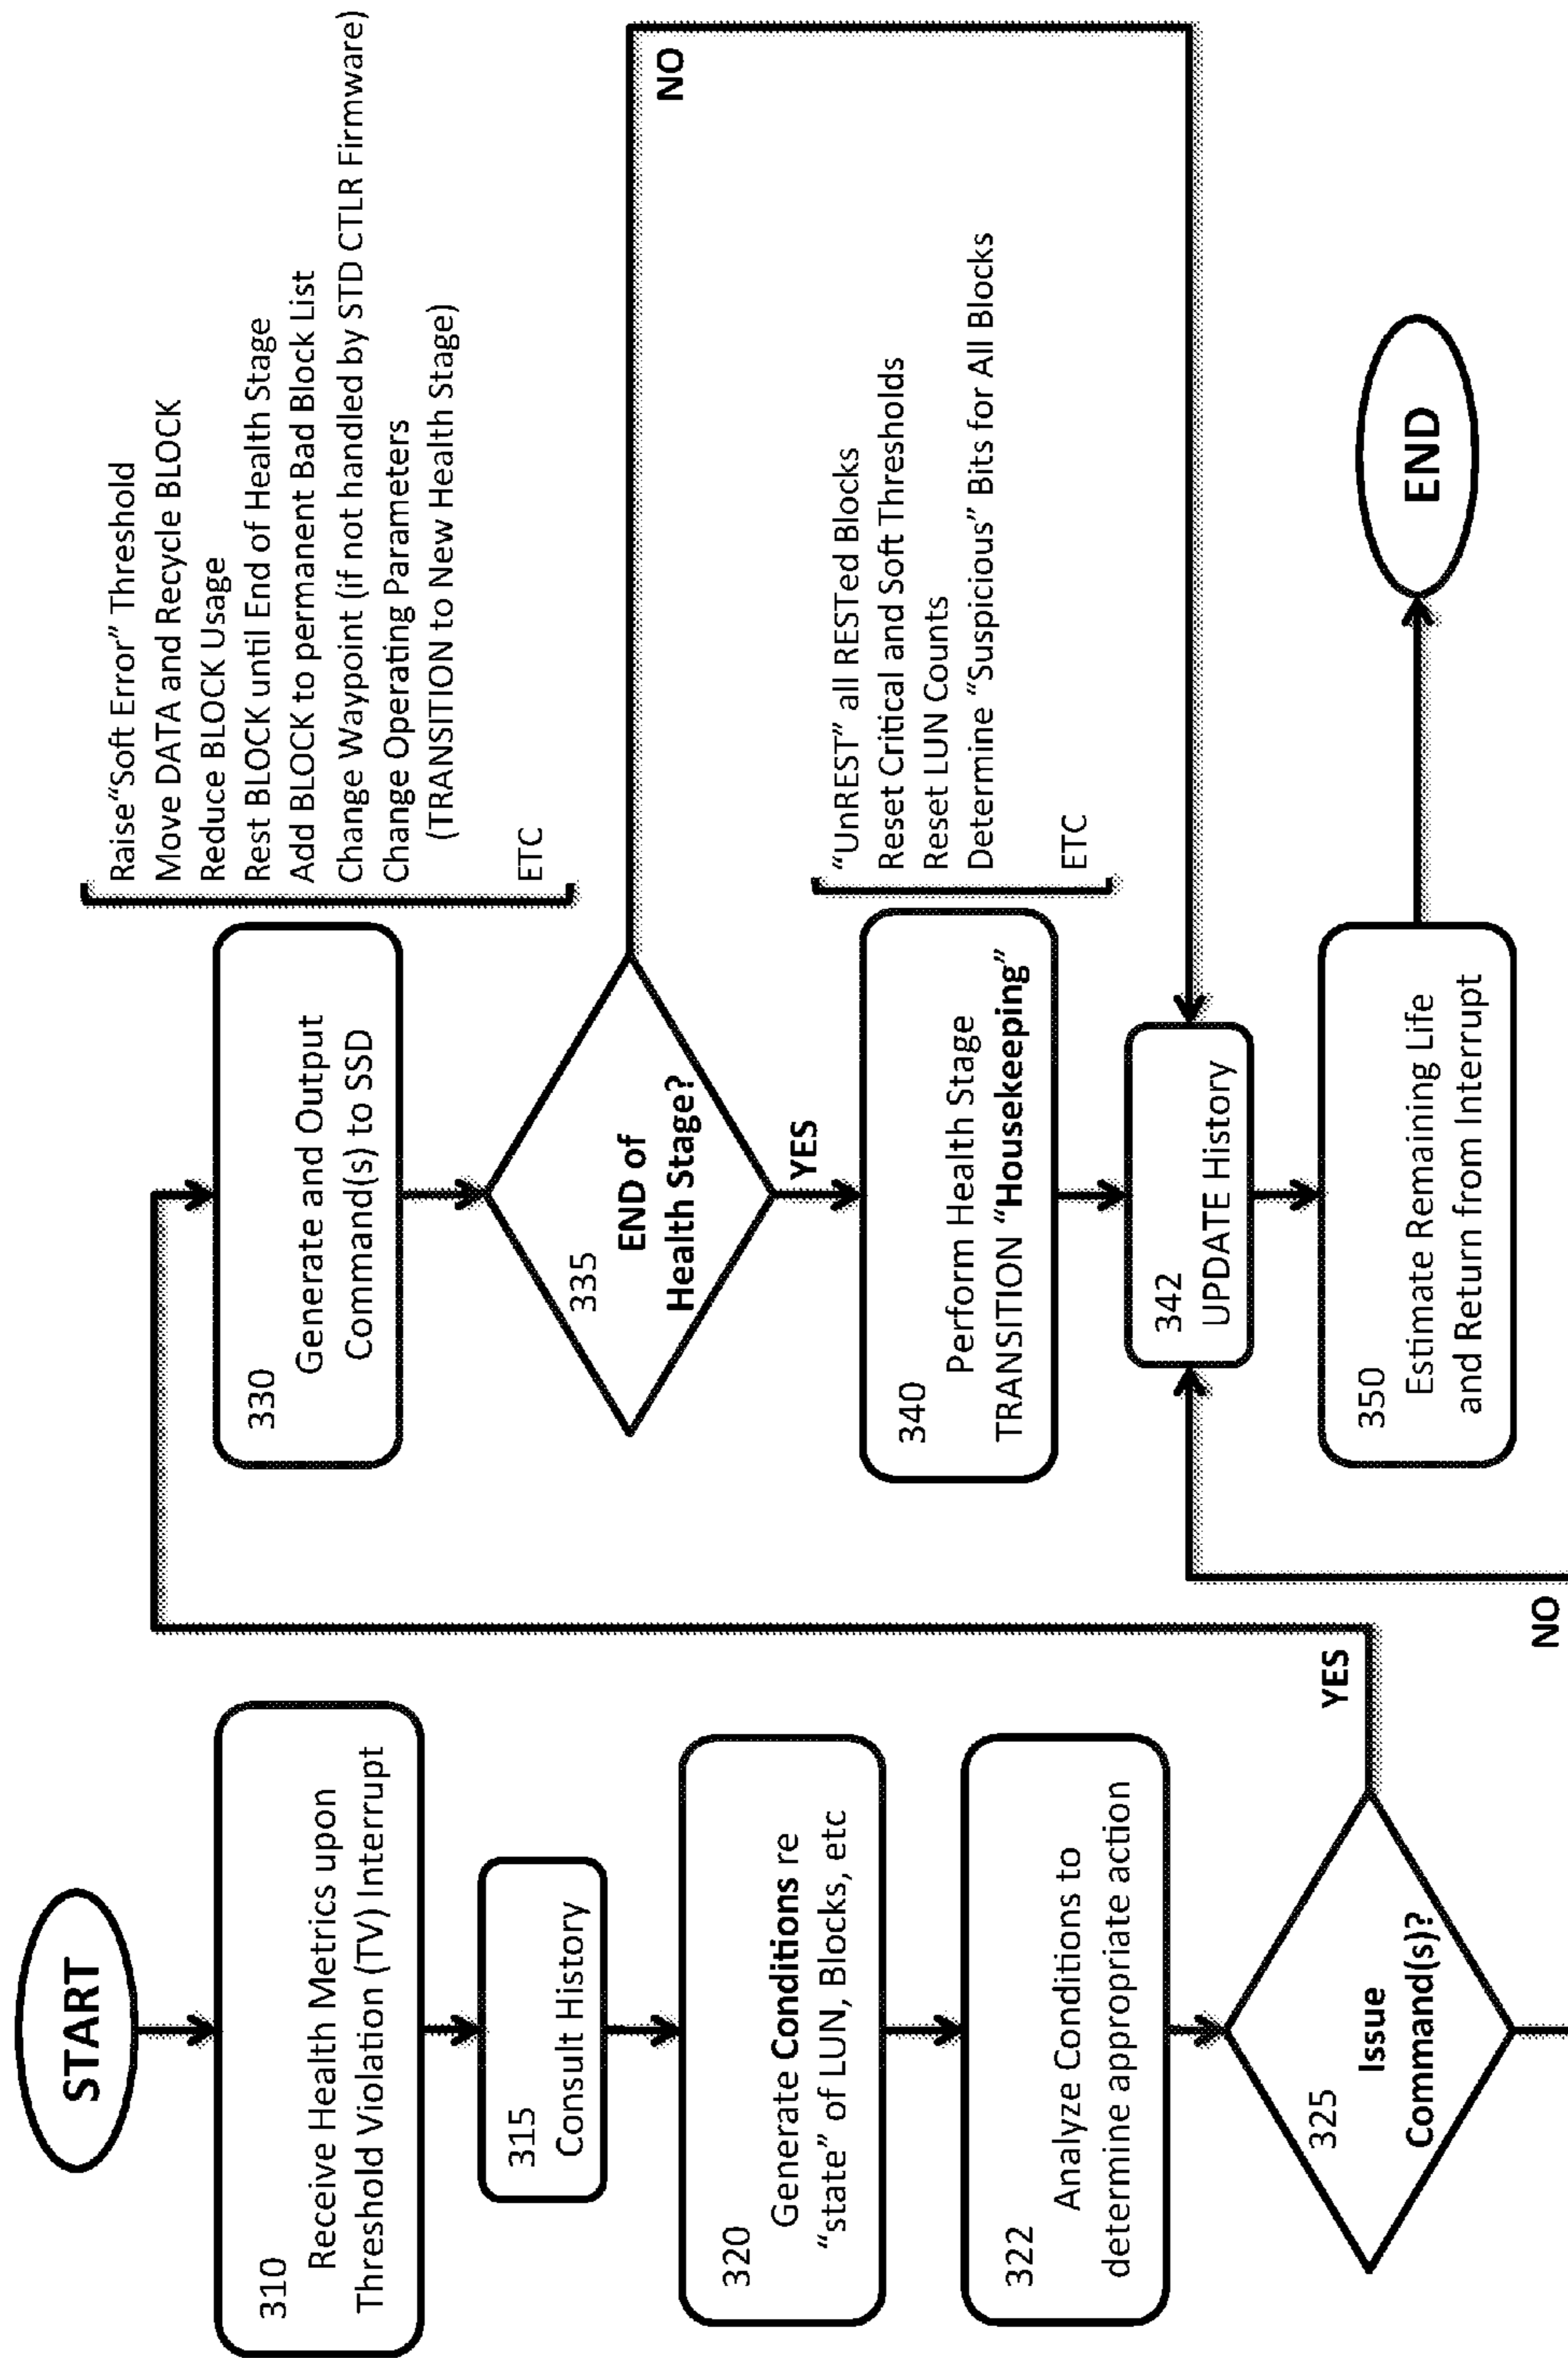 START
310
Receive Health Metrics upon
Threshold Violation (TV) Interrupt
315
Consult History
320
Generate Conditions re
“state” of LUN, Blocks, etc
322
Analyze Conditions to
determine appropriate action
325
Issue
Command(s)?
YES
NO
330
Generate and Output
Command(s) to SSD
Raise“Soft Error” Threshold
Move DATA and Recycle BLOCK
Reduce BLOCK Usage
Rest BLOCK until End of Health Stage
Add BLOCK to permanent Bad Block List
Change Waypoint (if not handled by STD CTLR Firmware)
Change Operating Parameters
(TRANSITION to New Health Stage)
ETC
335
END of
Health Stage?
NO
YES
340
Perform Health Stage
TRANSITION “Housekeeping”
“UnREST” all RESTed Blocks
Reset Critical and Soft Thresholds
Reset LUN Counts
Determine “Suspicious” Bits for All Blocks
ETC
342
UPDATE History
350
Estimate Remaining Life
and Return from Interrupt
END